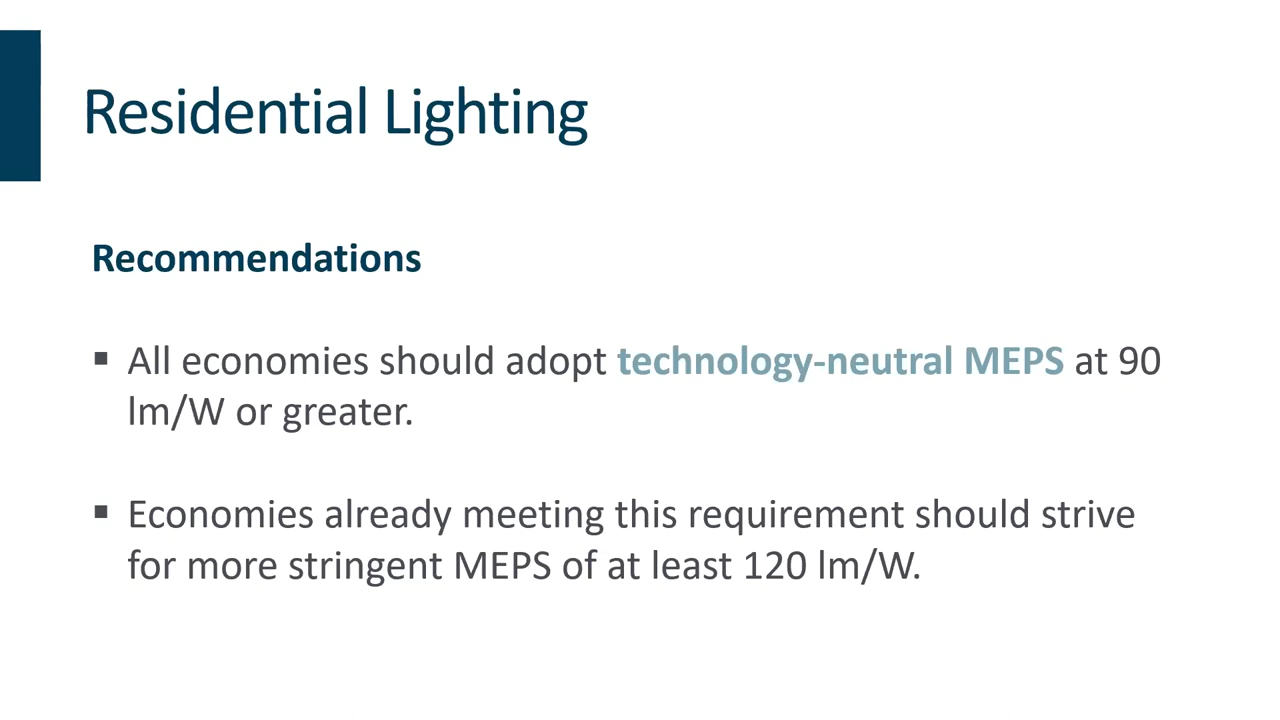 Residential Lighting
Recommendations
▪ All economies should adopt technology-neutral MEPS at 90
lm/W or greater.
▪ Economies already meeting this requirement should strive
for more stringent MEPS of at least 120 lm/W.